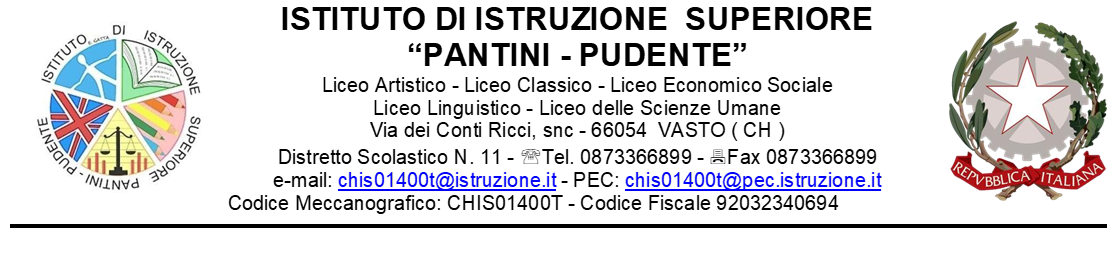 ISTITUTO DI ISTRUZIONE SUPERIORE
“PANTINI - PUDENTE”
Liceo Artistico - Liceo Classico - Liceo Economico Sociale
Liceo Linguistico - Liceo delle Scienze Umane
Via dei Conti Ricci, snc - 66054 VASTO ( CH )
Distretto Scolastico N. 11 - ☏Tel. 0873366899 - 🖷Fax 0873366899
e-mail: chis01400t@istruzione.it - PEC: chis01400t@pec.istruzione.it
Codice Meccanografico: CHIS01400T - Codice Fiscale 92032340694
ISTITUTO DI ISTRUZIONE SUPERIORE PANTINI - PUDENTE
E. GATTA
REPVBBLICA ITALIANA